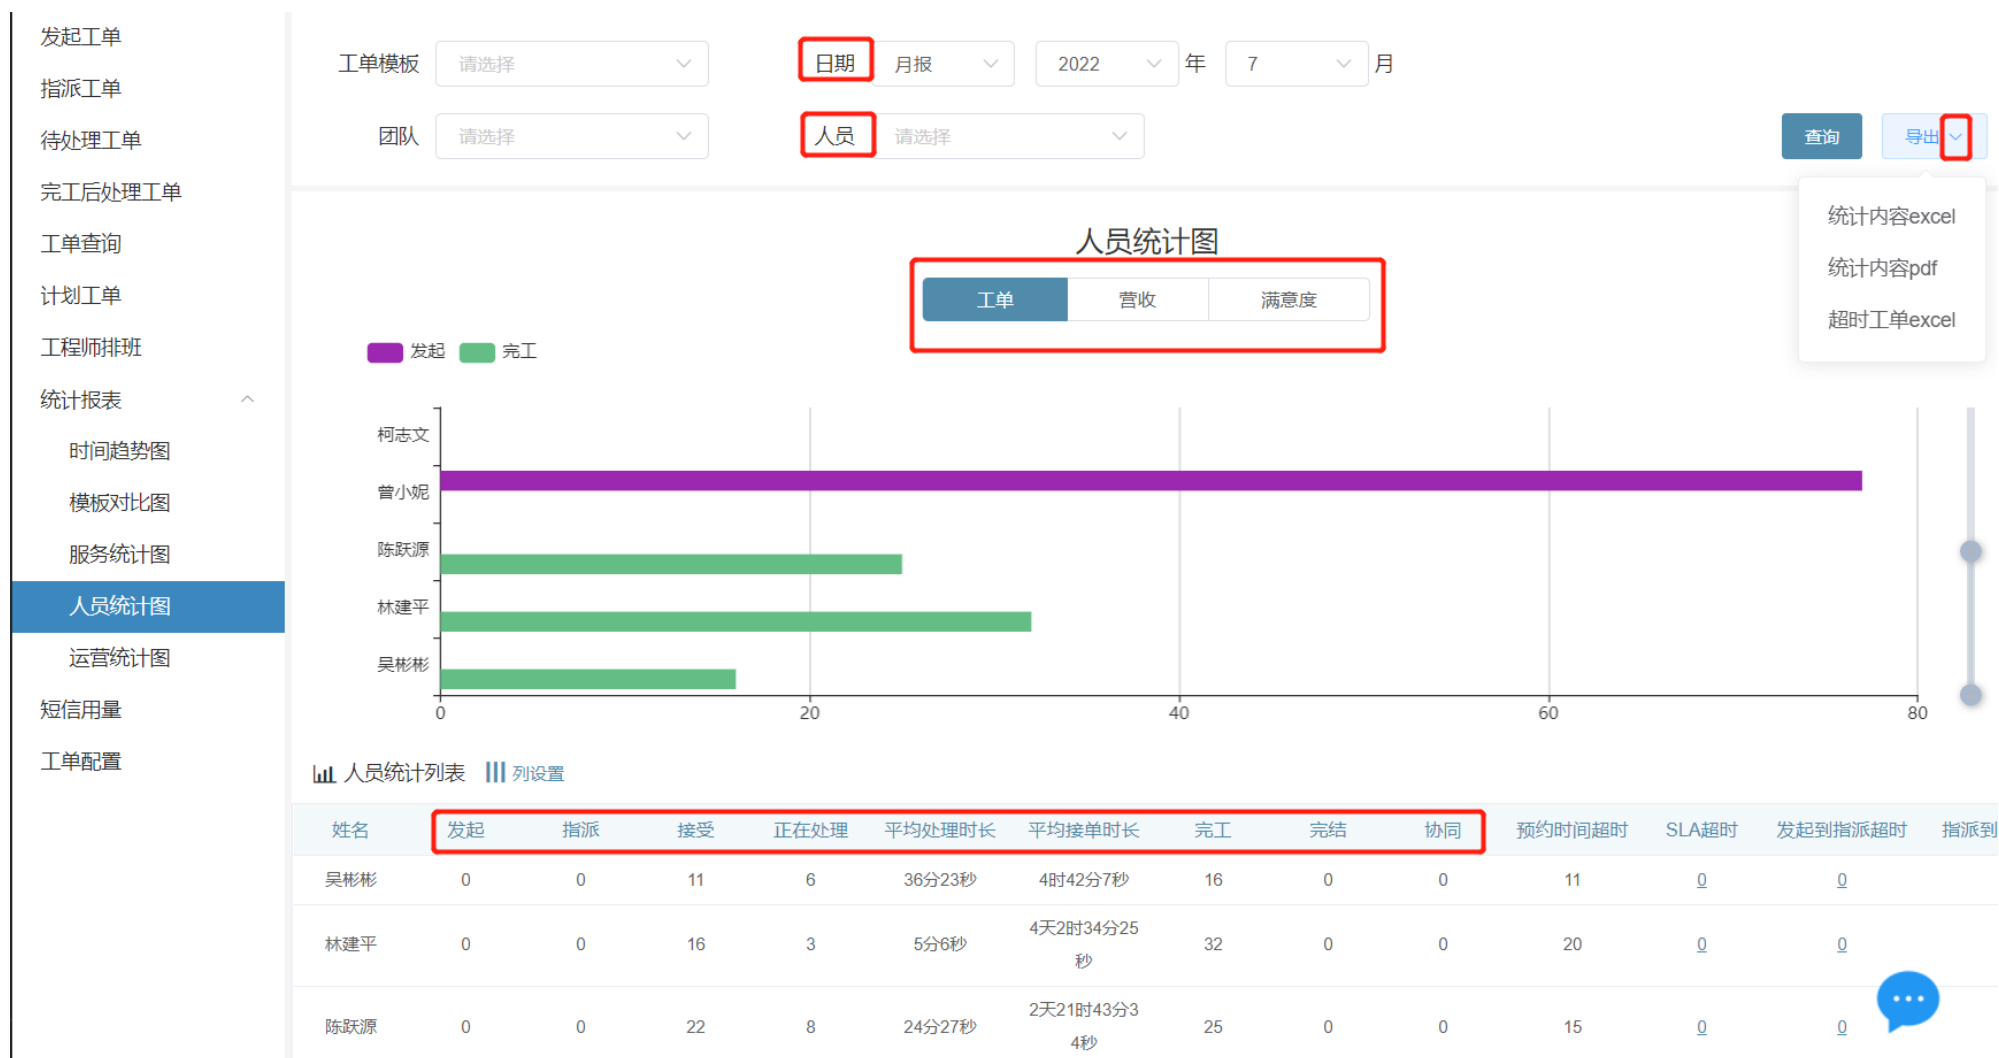 发起工单
指派工单
待处理工单
完工后处理工单
工单查询
计划工单
工程师排班
统计报表
时间趋势图
模板对比图
服务统计图
人员统计图
运营统计图
短信用量
工单配置
工单模板 请选择 日期 月报 2022 年 7 月
团队 请选择 人员 请选择 查询 导出
统计内容excel
统计内容pdf
超时工单excel
人员统计图
工单 营收 满意度
发起 完工
柯志文
曾小妮
陈跃源
林建平
吴彬彬
0 20 40 60 80
人员统计列表 列设置
姓名 发起 指派 接受 正在处理 平均处理时长 平均接单时长 完工 完结 协同 预约时间超时 SLA超时 发起到指派超时 指派到
吴彬彬 0 0 11 6 36分23秒 4时42分7秒 16 0 0 11 0 0
林建平 0 0 16 3 5分6秒 4天2时34分25秒 32 0 0 20 0 0
陈跃源 0 0 22 8 24分27秒 2天21时43分34秒 25 0 0 15 0 0